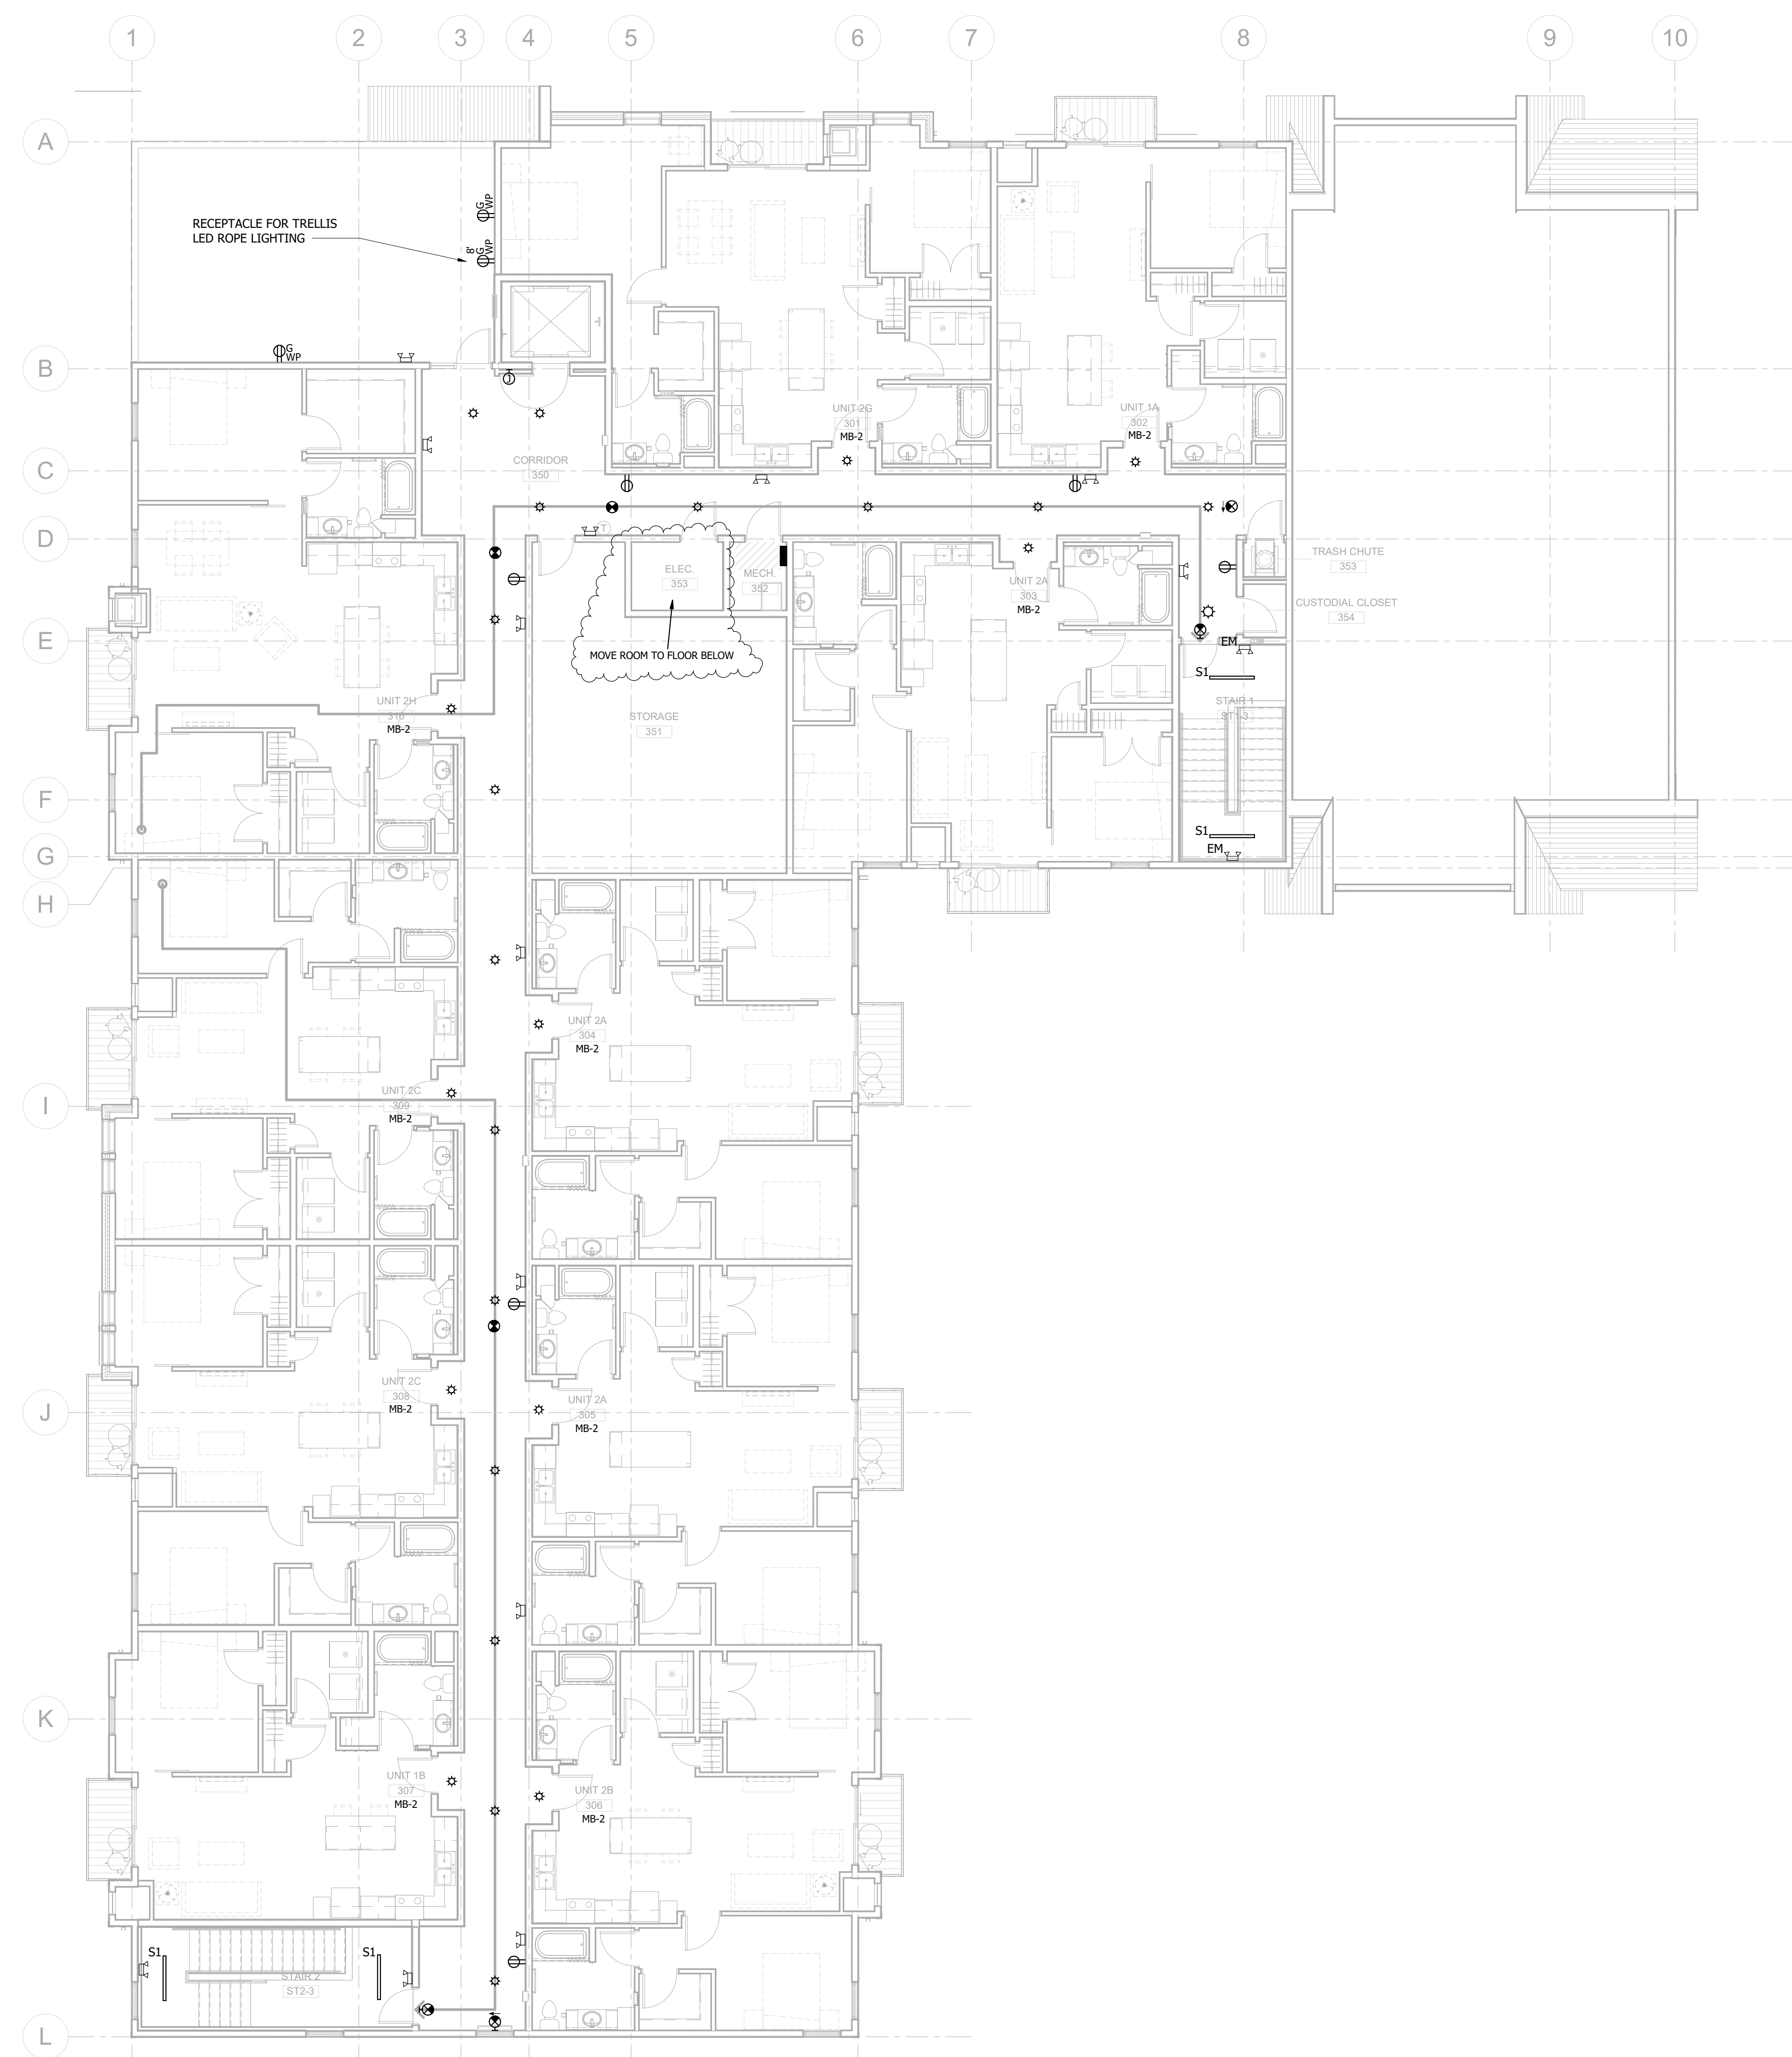 1 2 3 4 5 6 7 8 9 10
A
G
WP
RECEPTACLE FOR TRELLIS
LED ROPE LIGHTING
8'
G
WP
G
WP
B
J
UNIT 2G
301
MB-2
UNIT 1A
302
MB-2
C
CORRIDOR
350
D
T
ELEC.
353
MECH.
352
TRASH CHUTE
353
UNIT 2A
303
MB-2
CUSTODIAL CLOSET
354
E
EM
MOVE ROOM TO FLOOR BELOW
S1
UNIT 2H
310
MB-2
STAIR 1
ST1-3
STORAGE
351
F
S1
EM
G
H
UNIT 2A
304
MB-2
UNIT 2C
309
MB-2
I
UNIT 2C
308
MB-2
UNIT 2A
305
MB-2
J
K
UNIT 1B
307
MB-2
UNIT 2B
306
MB-2
S1
S1
STAIR 2
ST2-3
L